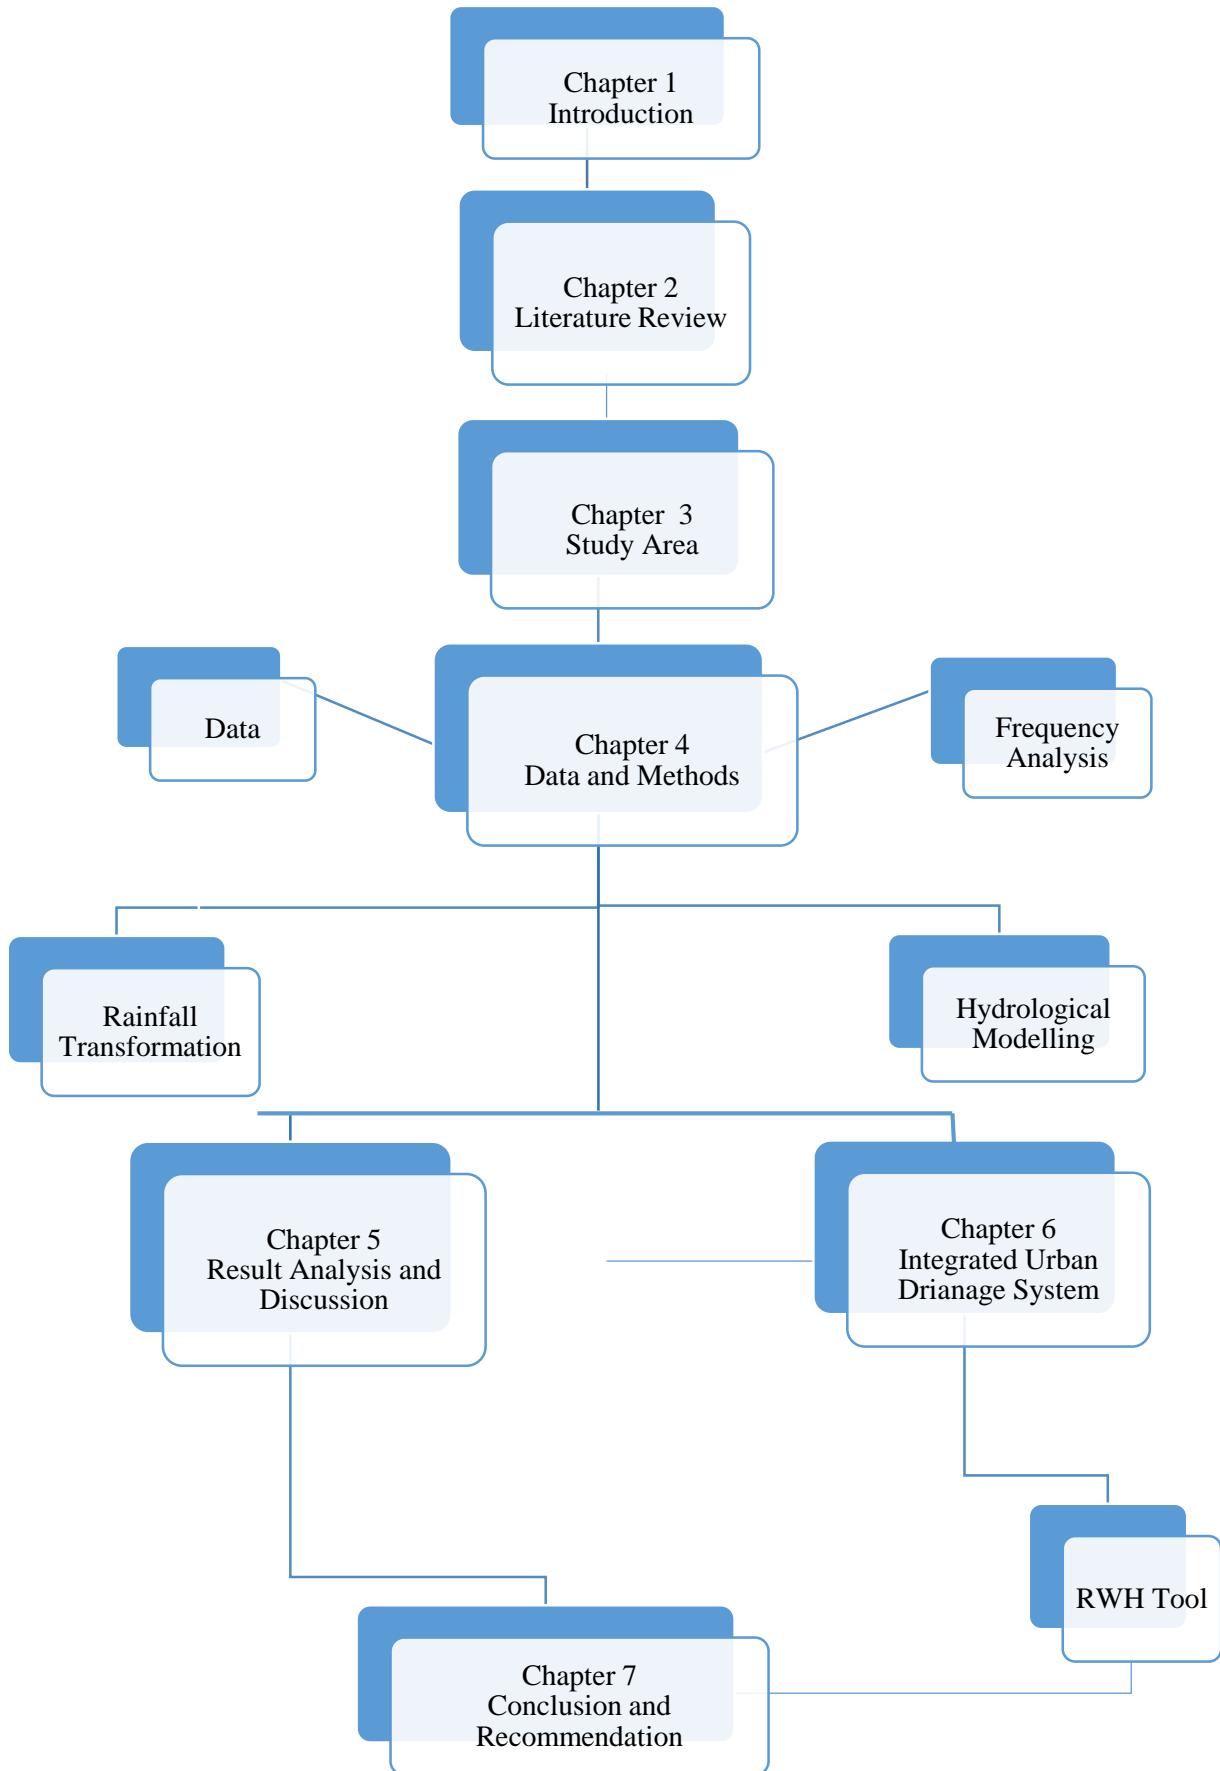 Chapter 1
Introduction
Chapter 2
Literature Review
Chapter  3
Study Area
Data
Chapter 4
Data and Methods
Frequency
Analysis
Rainfall
Transformation
Hydrological
Modelling
Chapter 5
Result Analysis and
Discussion
Chapter 6
Integrated Urban
Drianage System
RWH Tool
Chapter 7
Conclusion and
Recommendation